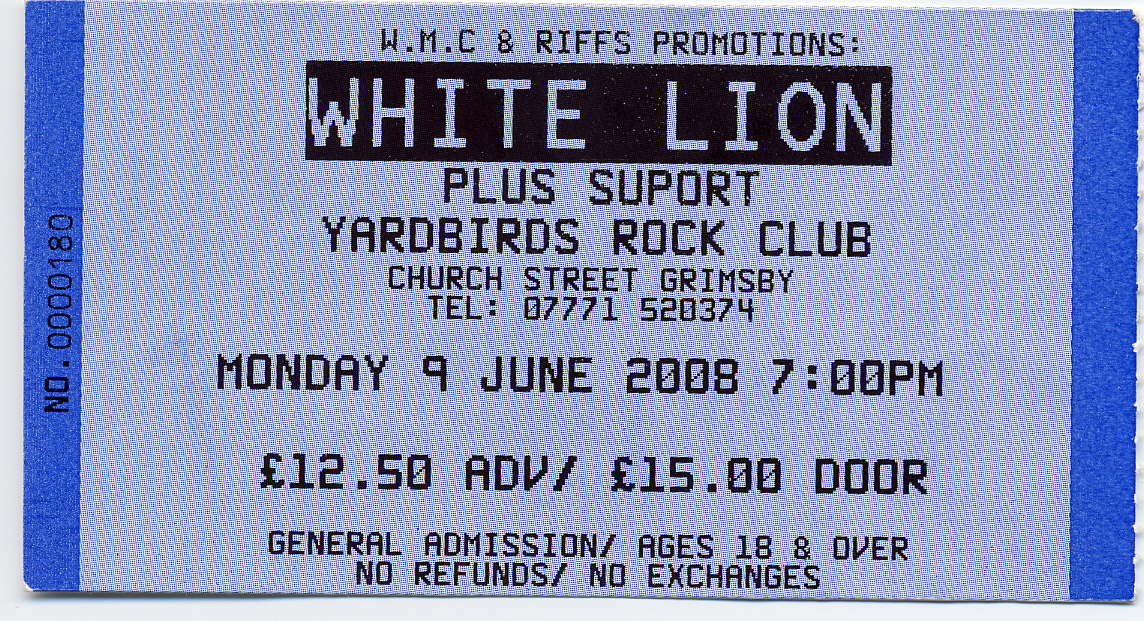 W.M.C & RIFFS PROMOTIONS:
WHITE LION
PLUS SUPORT
YARDBIRDS ROCK CLUB
CHURCH STREET GRIMSBY
TEL: 07771 520374
MONDAY 9 JUNE 2008 7:00PM
£12.50 ADV/ £15.00 DOOR
GENERAL ADMISSION/ AGES 18 & OVER
NO REFUNDS/ NO EXCHANGES
NO.0000180